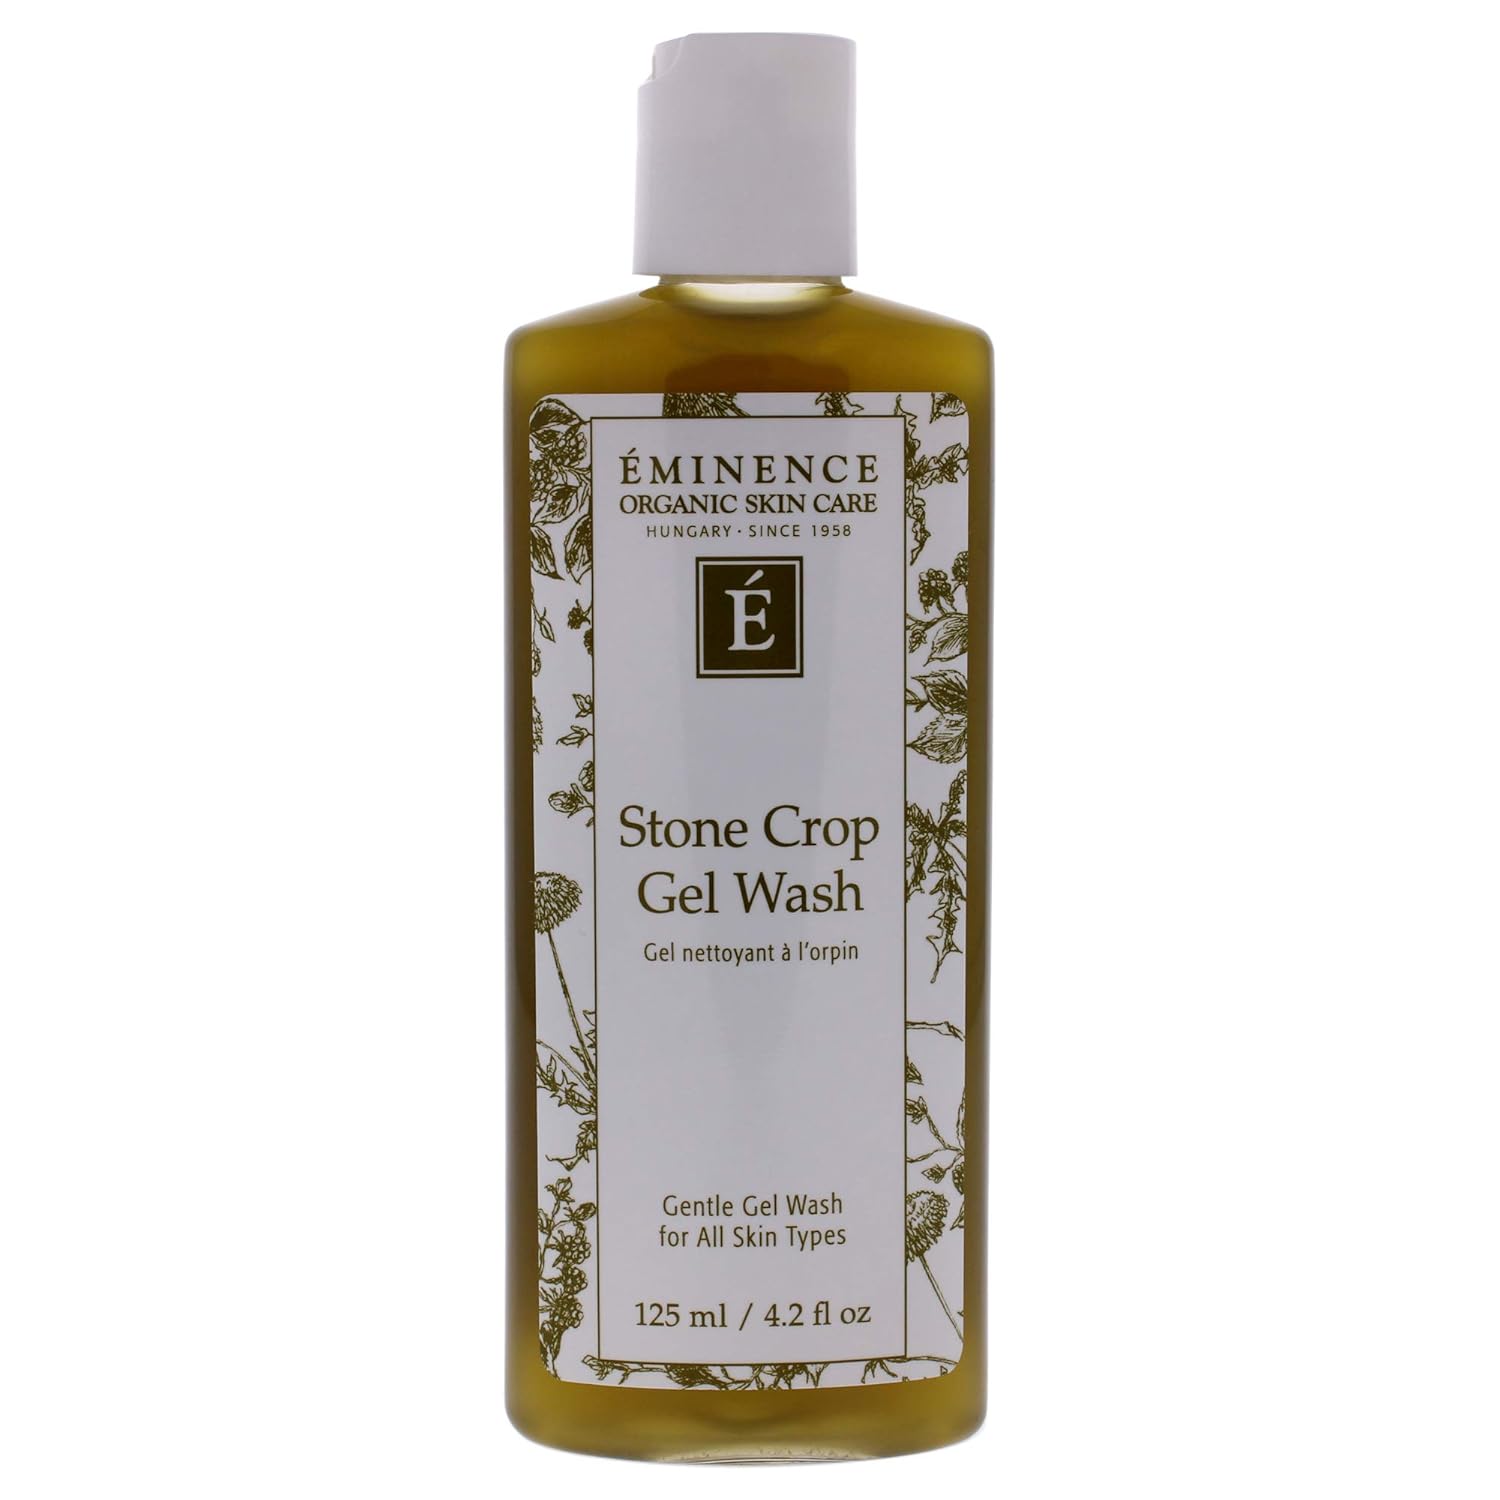 ÉMINENCE
ORGANIC SKIN CARE
HUNGARY · SINCE 1958
É
Stone Crop
Gel Wash
Gel nettoyant à l'orpin
Gentle Gel Wash
for All Skin Types
125 ml / 4.2 fl oz